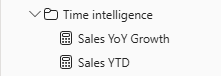 Time intelligence
Sales YoY Growth
Sales YTD